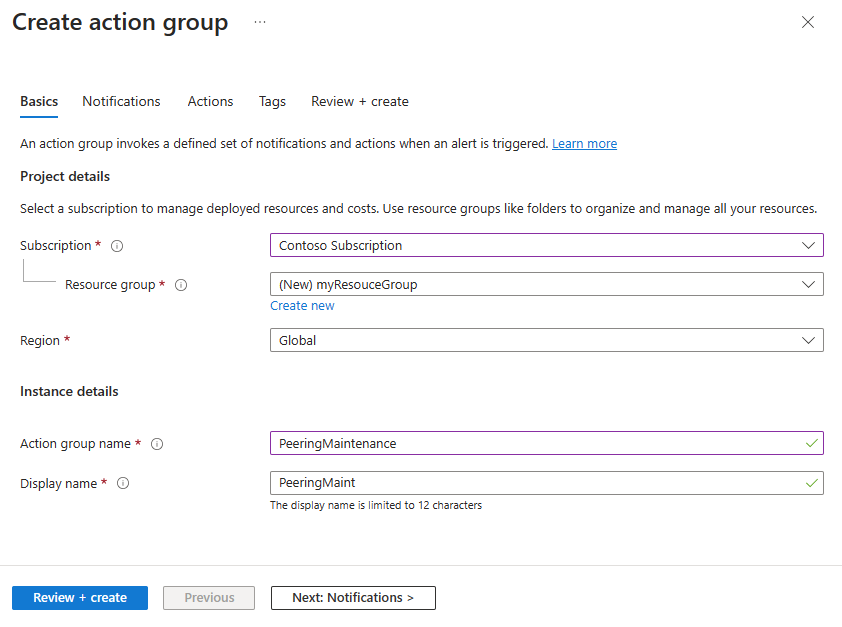 Create action group ...
Basics Notifications Actions Tags Review + create
An action group invokes a defined set of notifications and actions when an alert is triggered. Learn more
Project details
Select a subscription to manage deployed resources and costs. Use resource groups like folders to organize and manage all your resources.
Subscription * Contoso Subscription
Resource group * (New) myResouceGroup
Create new
Region * Global
Instance details
Action group name * PeeringMaintenance
Display name * PeeringMaint
The display name is limited to 12 characters
Review + create Previous Next: Notifications >